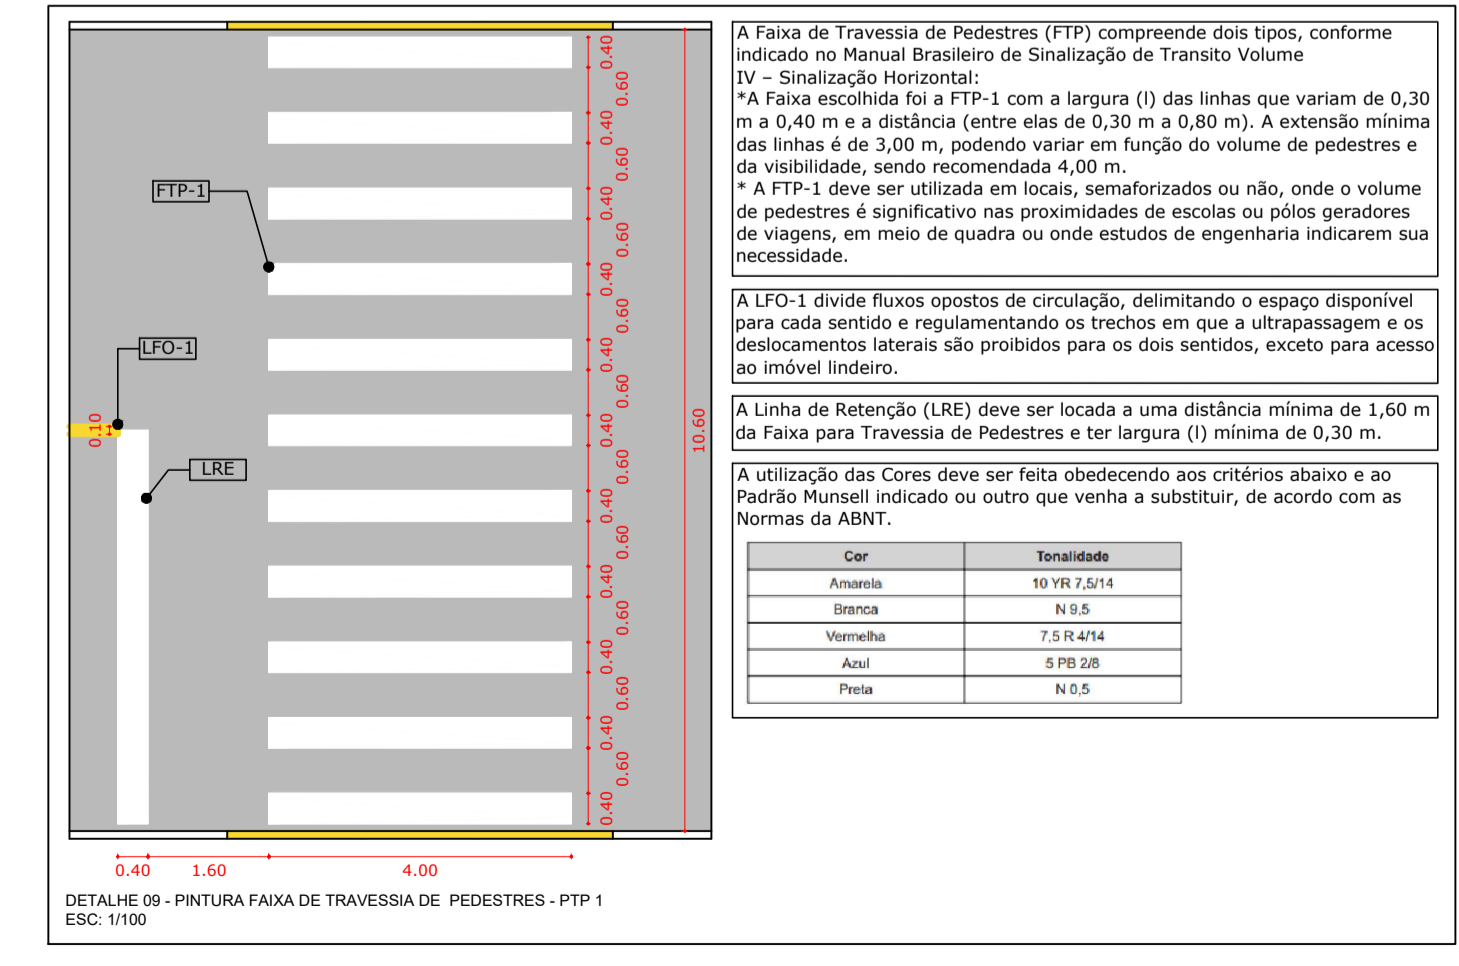 0.40
0.60
0.40
0.60
0.40
0.60
0.40
0.60
0.40
0.60
0.40
0.60
0.40
0.60
0.40
0.60
0.40
0.60
0.40
0.60
0.40
10.60
FTP-1
LFO-1
0.10
LRE
0.40 1.60 4.00
DETALHE 09 - PINTURA FAIXA DE TRAVESSIA DE PEDESTRES - PTP 1
ESC: 1/100
A Faixa de Travessia de Pedestres (FTP) compreende dois tipos, conforme
indicado no Manual Brasileiro de Sinalização de Transito Volume
IV – Sinalização Horizontal:
*A Faixa escolhida foi a FTP-1 com a largura (l) das linhas que variam de 0,30
m a 0,40 m e a distância (entre elas de 0,30 m a 0,80 m). A extensão mínima
das linhas é de 3,00 m, podendo variar em função do volume de pedestres e
da visibilidade, sendo recomendada 4,00 m.
* A FTP-1 deve ser utilizada em locais, semaforizados ou não, onde o volume
de pedestres é significativo nas proximidades de escolas ou pólos geradores
de viagens, em meio de quadra ou onde estudos de engenharia indicarem sua
necessidade.
A LFO-1 divide fluxos opostos de circulação, delimitando o espaço disponível
para cada sentido e regulamentando os trechos em que a ultrapassagem e os
deslocamentos laterais são proibidos para os dois sentidos, exceto para acesso
ao imóvel lindeiro.
A Linha de Retenção (LRE) deve ser locada a uma distância mínima de 1,60 m
da Faixa para Travessia de Pedestres e ter largura (l) mínima de 0,30 m.
A utilização das Cores deve ser feita obedecendo aos critérios abaixo e ao
Padrão Munsell indicado ou outro que venha a substituir, de acordo com as
Normas da ABNT.
Cor Tonalidade
Amarela 10 YR 7,5/14
Branca N 9,5
Vermelha 7,5 R 4/14
Azul 5 PB 2/8
Preta N 0,5